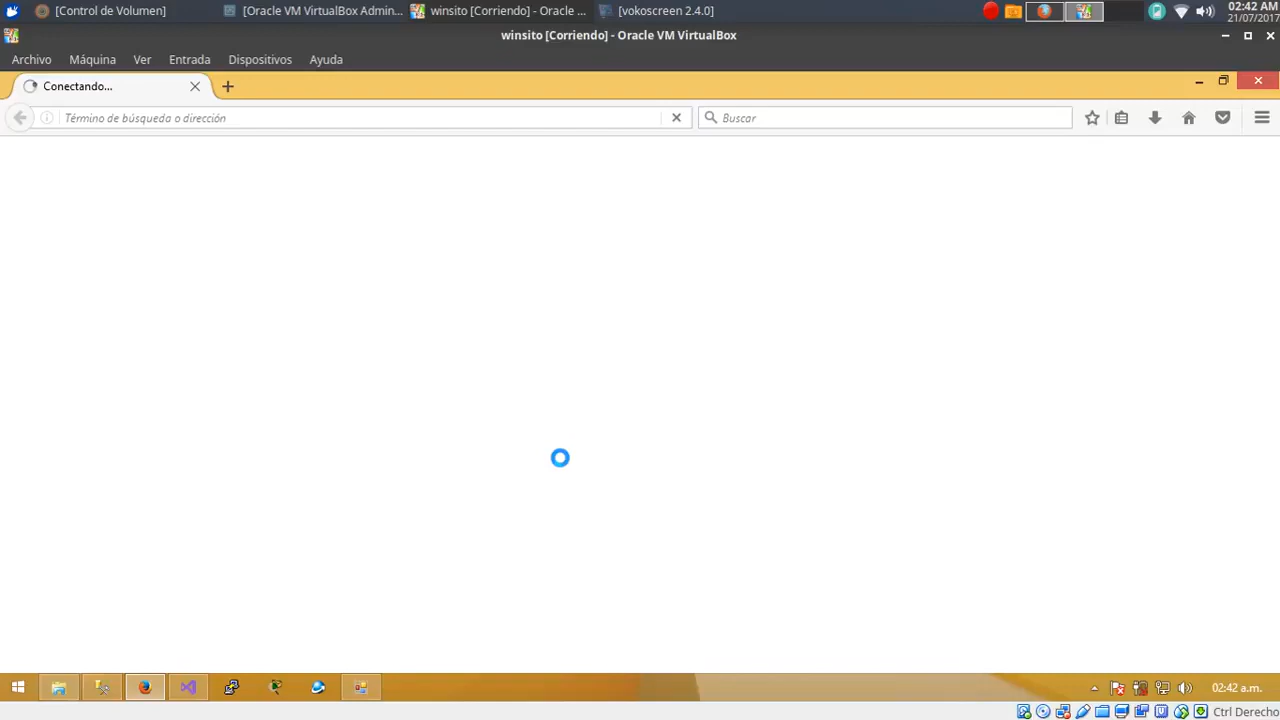 [Control de Volumen]
[Oracle VM VirtualBox Admin...
winsito [Corriendo] - Oracle ...
[vokoscreen 2.4.0]
02:42 AM
21/07/2017
winsito [Corriendo] - Oracle VM VirtualBox
Archivo Máquina Ver Entrada Dispositivos Ayuda
Conectando...
Término de búsqueda o dirección
Buscar
02:42 a.m.
Ctrl Derecho